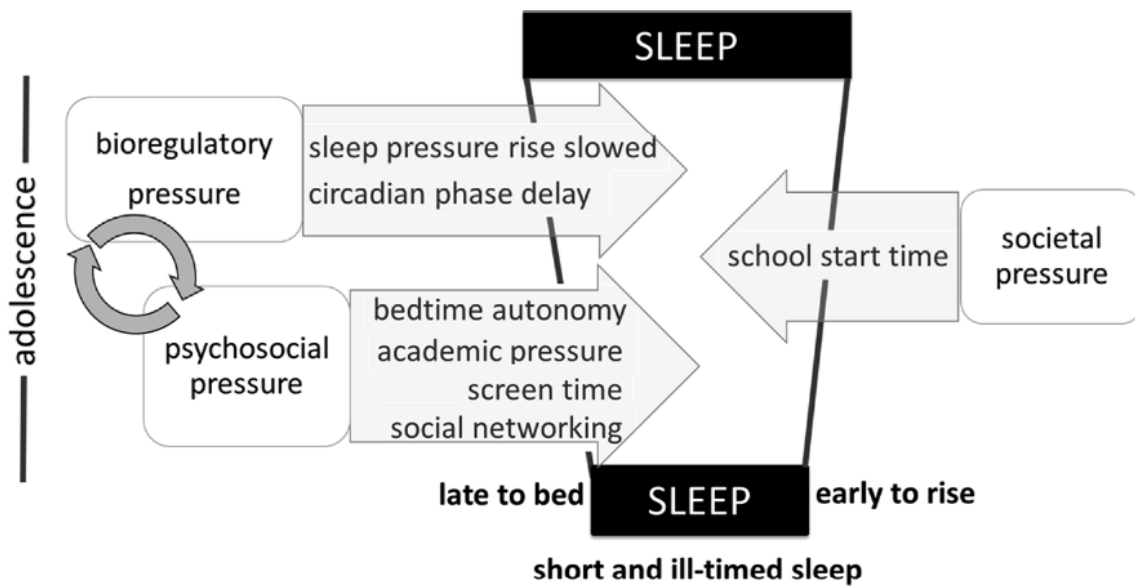 SLEEP
adolescence
bioregulatory
pressure
sleep pressure rise slowed
circadian phase delay
school start time
societal
pressure
psychosocial
pressure
bedtime autonomy
academic pressure
screen time
social networking
late to bed
SLEEP
early to rise
short and ill-timed sleep